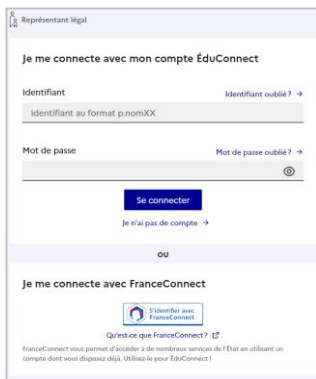 Représentant légal
Je me connecte avec mon compte ÉduConnect
Identifiant
Identifiant oublié ? →
Identifiant au format p.nomXX
Mot de passe
Mot de passe oublié ? →
Se connecter
Je n'ai pas de compte →
OU
Je me connecte avec FranceConnect
S'identifier avec
FranceConnect
Qu'est-ce que FranceConnect ?
FranceConnect vous permet d'accéder à de nombreux services de l'État en utilisant un
compte dont vous disposez déjà. Utilisez-le pour ÉduConnect !